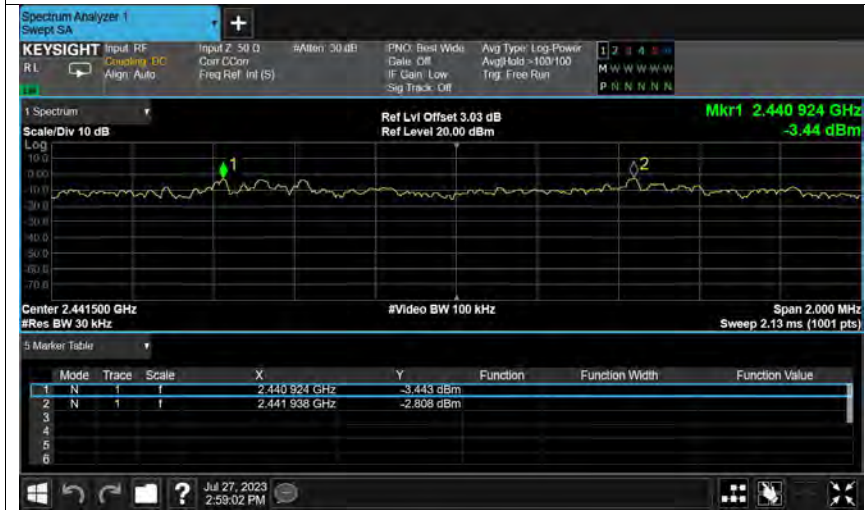 Spectrum Analyzer 1
Swept SA
+
KEYSIGHT Input: RF Input Z: 50 Ω #Atten: 30 dB PNO: Best Wide Avg Type: Log-Power 1 2 3 4 5 6
RL Coupling: DC Corr CCorr Gate: Off Avg|Hold:>100/100 M W W W W W
Align: Auto Freq Ref: Int (S) IF Gain: Low Trig: Free Run
Sig Track: Off P N N N N N
1 Spectrum Ref Lvl Offset 3.03 dB Mkr1 2.440 924 GHz
Scale/Div 10 dB Ref Level 20.00 dBm -3.44 dBm
Log
10.0
0.00
-10.0
-20.0
-30.0
-40.0
-50.0
-60.0
-70.0
1
2
Center 2.441500 GHz #Video BW 100 kHz Span 2.000 MHz
#Res BW 30 kHz Sweep 2.13 ms (1001 pts)
5 Marker Table
Mode Trace Scale X Y Function Function Width Function Value
1 N 1 f 2.440 924 GHz -3.443 dBm
2 N 1 f 2.441 938 GHz -2.808 dBm
3
4
5
6
? Jul 27, 2023
2:59:02 PM